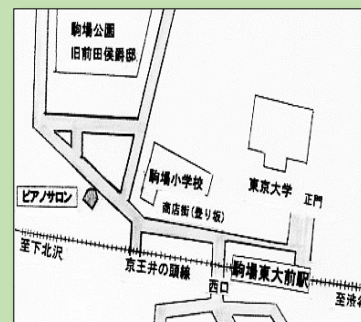 駒場公園
旧前田侯爵邸
駒場小学校
東京大学
正門
商店街(登り坂)
ピアノサロン
至下北沢
京王井の頭線
西口
駒場東大前駅
至渋谷